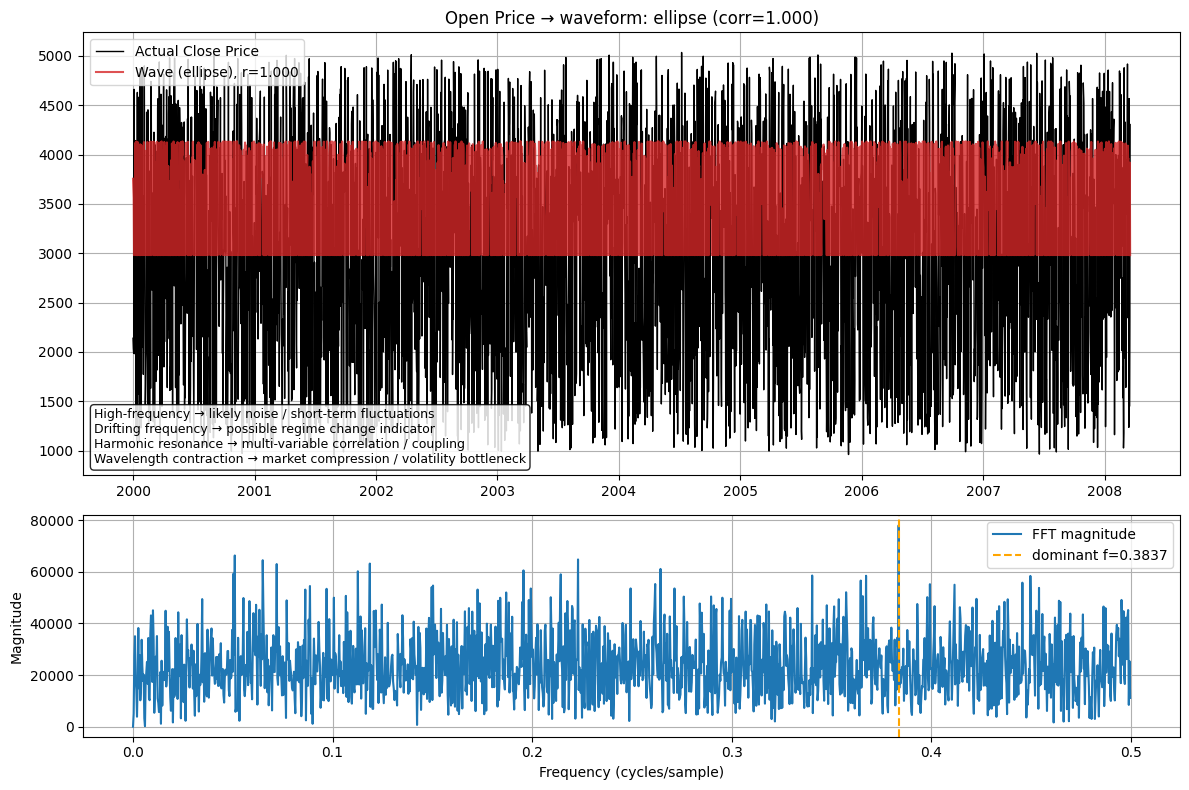 Open Price → waveform: ellipse (corr=1.000)
Actual Close Price
Wave (ellipse), r=1.000
5000
4500
4000
3500
3000
2500
2000
1500
1000
High-frequency → likely noise / short-term fluctuations
Drifting frequency → possible regime change indicator
Harmonic resonance → multi-variable correlation / coupling
Wavelength contraction → market compression / volatility bottleneck
2000 2001 2002 2003 2004 2005 2006 2007 2008
80000
60000
40000
20000
0
Magnitude
FFT magnitude
dominant f=0.3837
0.0 0.1 0.2 0.3 0.4 0.5
Frequency (cycles/sample)